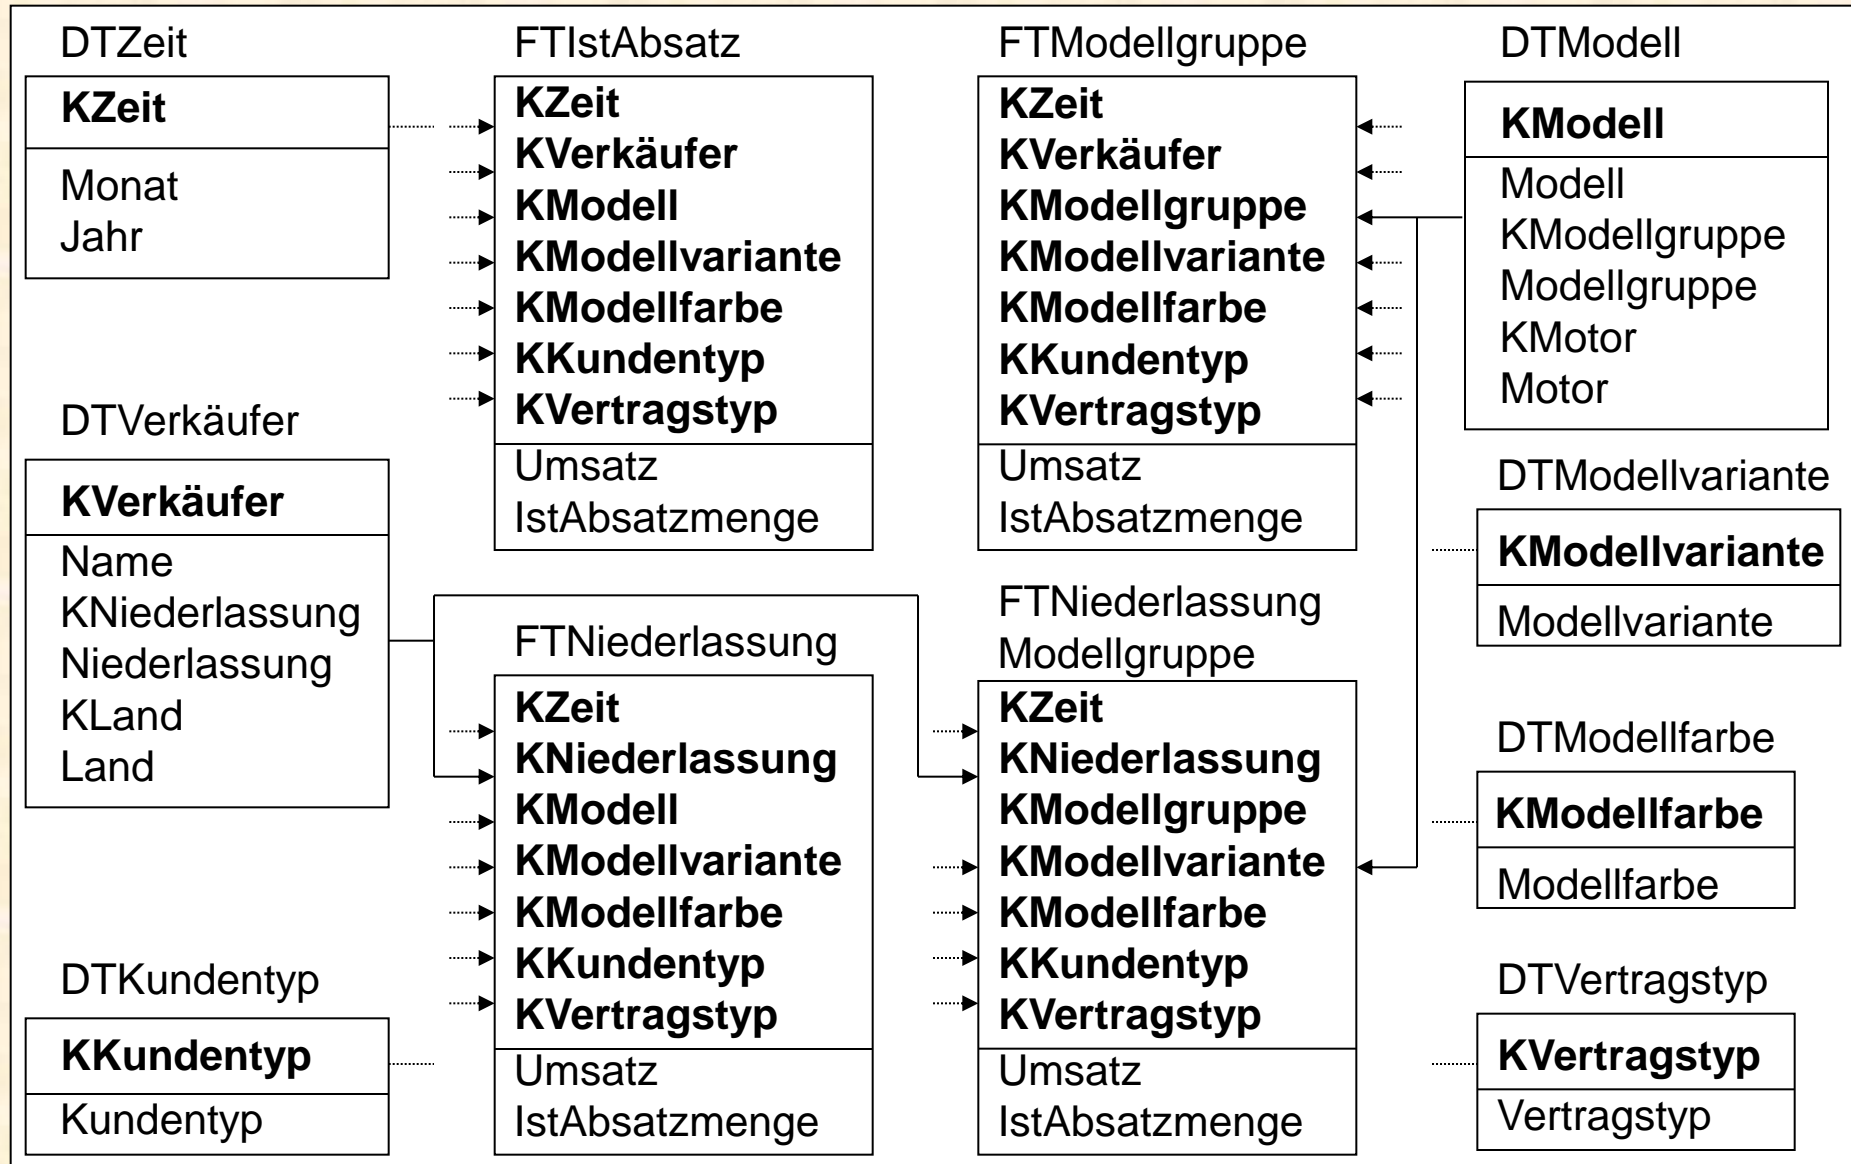 DTZeit
KZeit
Monat
Jahr
DTVerkäufer
KVerkäufer
Name
KNiederlassung
Niederlassung
KLand
Land
DTKundentyp
KKundentyp
Kundentyp
FTIstAbsatz
KZeit
KVerkäufer
KModell
KModellvariante
KModellfarbe
KKundentyp
KVertragstyp
Umsatz
IstAbsatzmenge
FTNiederlassung
KZeit
KNiederlassung
KModell
KModellvariante
KModellfarbe
KKundentyp
KVertragstyp
Umsatz
IstAbsatzmenge
FTModellgruppe
KZeit
KVerkäufer
KModellgruppe
KModellvariante
KModellfarbe
KKundentyp
KVertragstyp
Umsatz
IstAbsatzmenge
FTNiederlassung
Modellgruppe
KZeit
KNiederlassung
KModellgruppe
KModellvariante
KModellfarbe
KKundentyp
KVertragstyp
Umsatz
IstAbsatzmenge
DTModell
KModell
Modell
KModellgruppe
Modellgruppe
KMotor
Motor
DTModellvariante
KModellvariante
Modellvariante
DTModellfarbe
KModellfarbe
Modellfarbe
DTVertragstyp
KVertragstyp
Vertragstyp